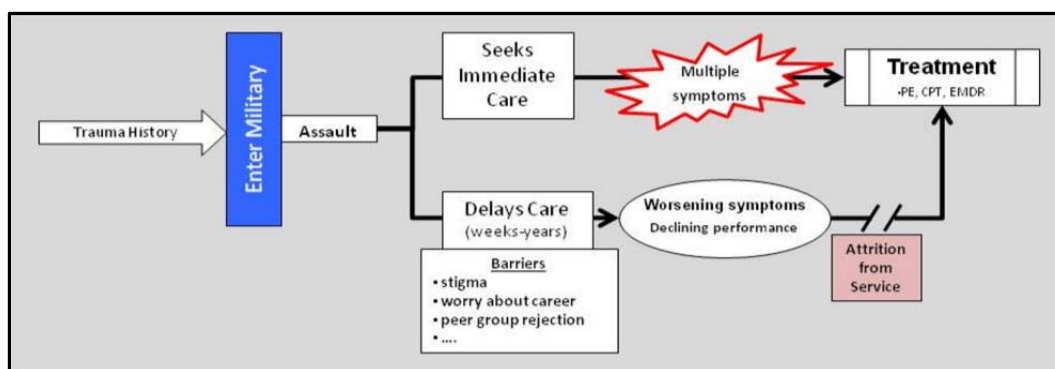 Trauma History
Enter Military
Assault
Seeks
Immediate
Care
Multiple
symptoms
Treatment
▪PE, CPT, EMDR
Delays Care
(weeks-years)
Barriers
▪ stigma
▪ worry about career
▪ peer group rejection
▪ ....
Worsening symptoms
Declining performance
Attrition
from
Service